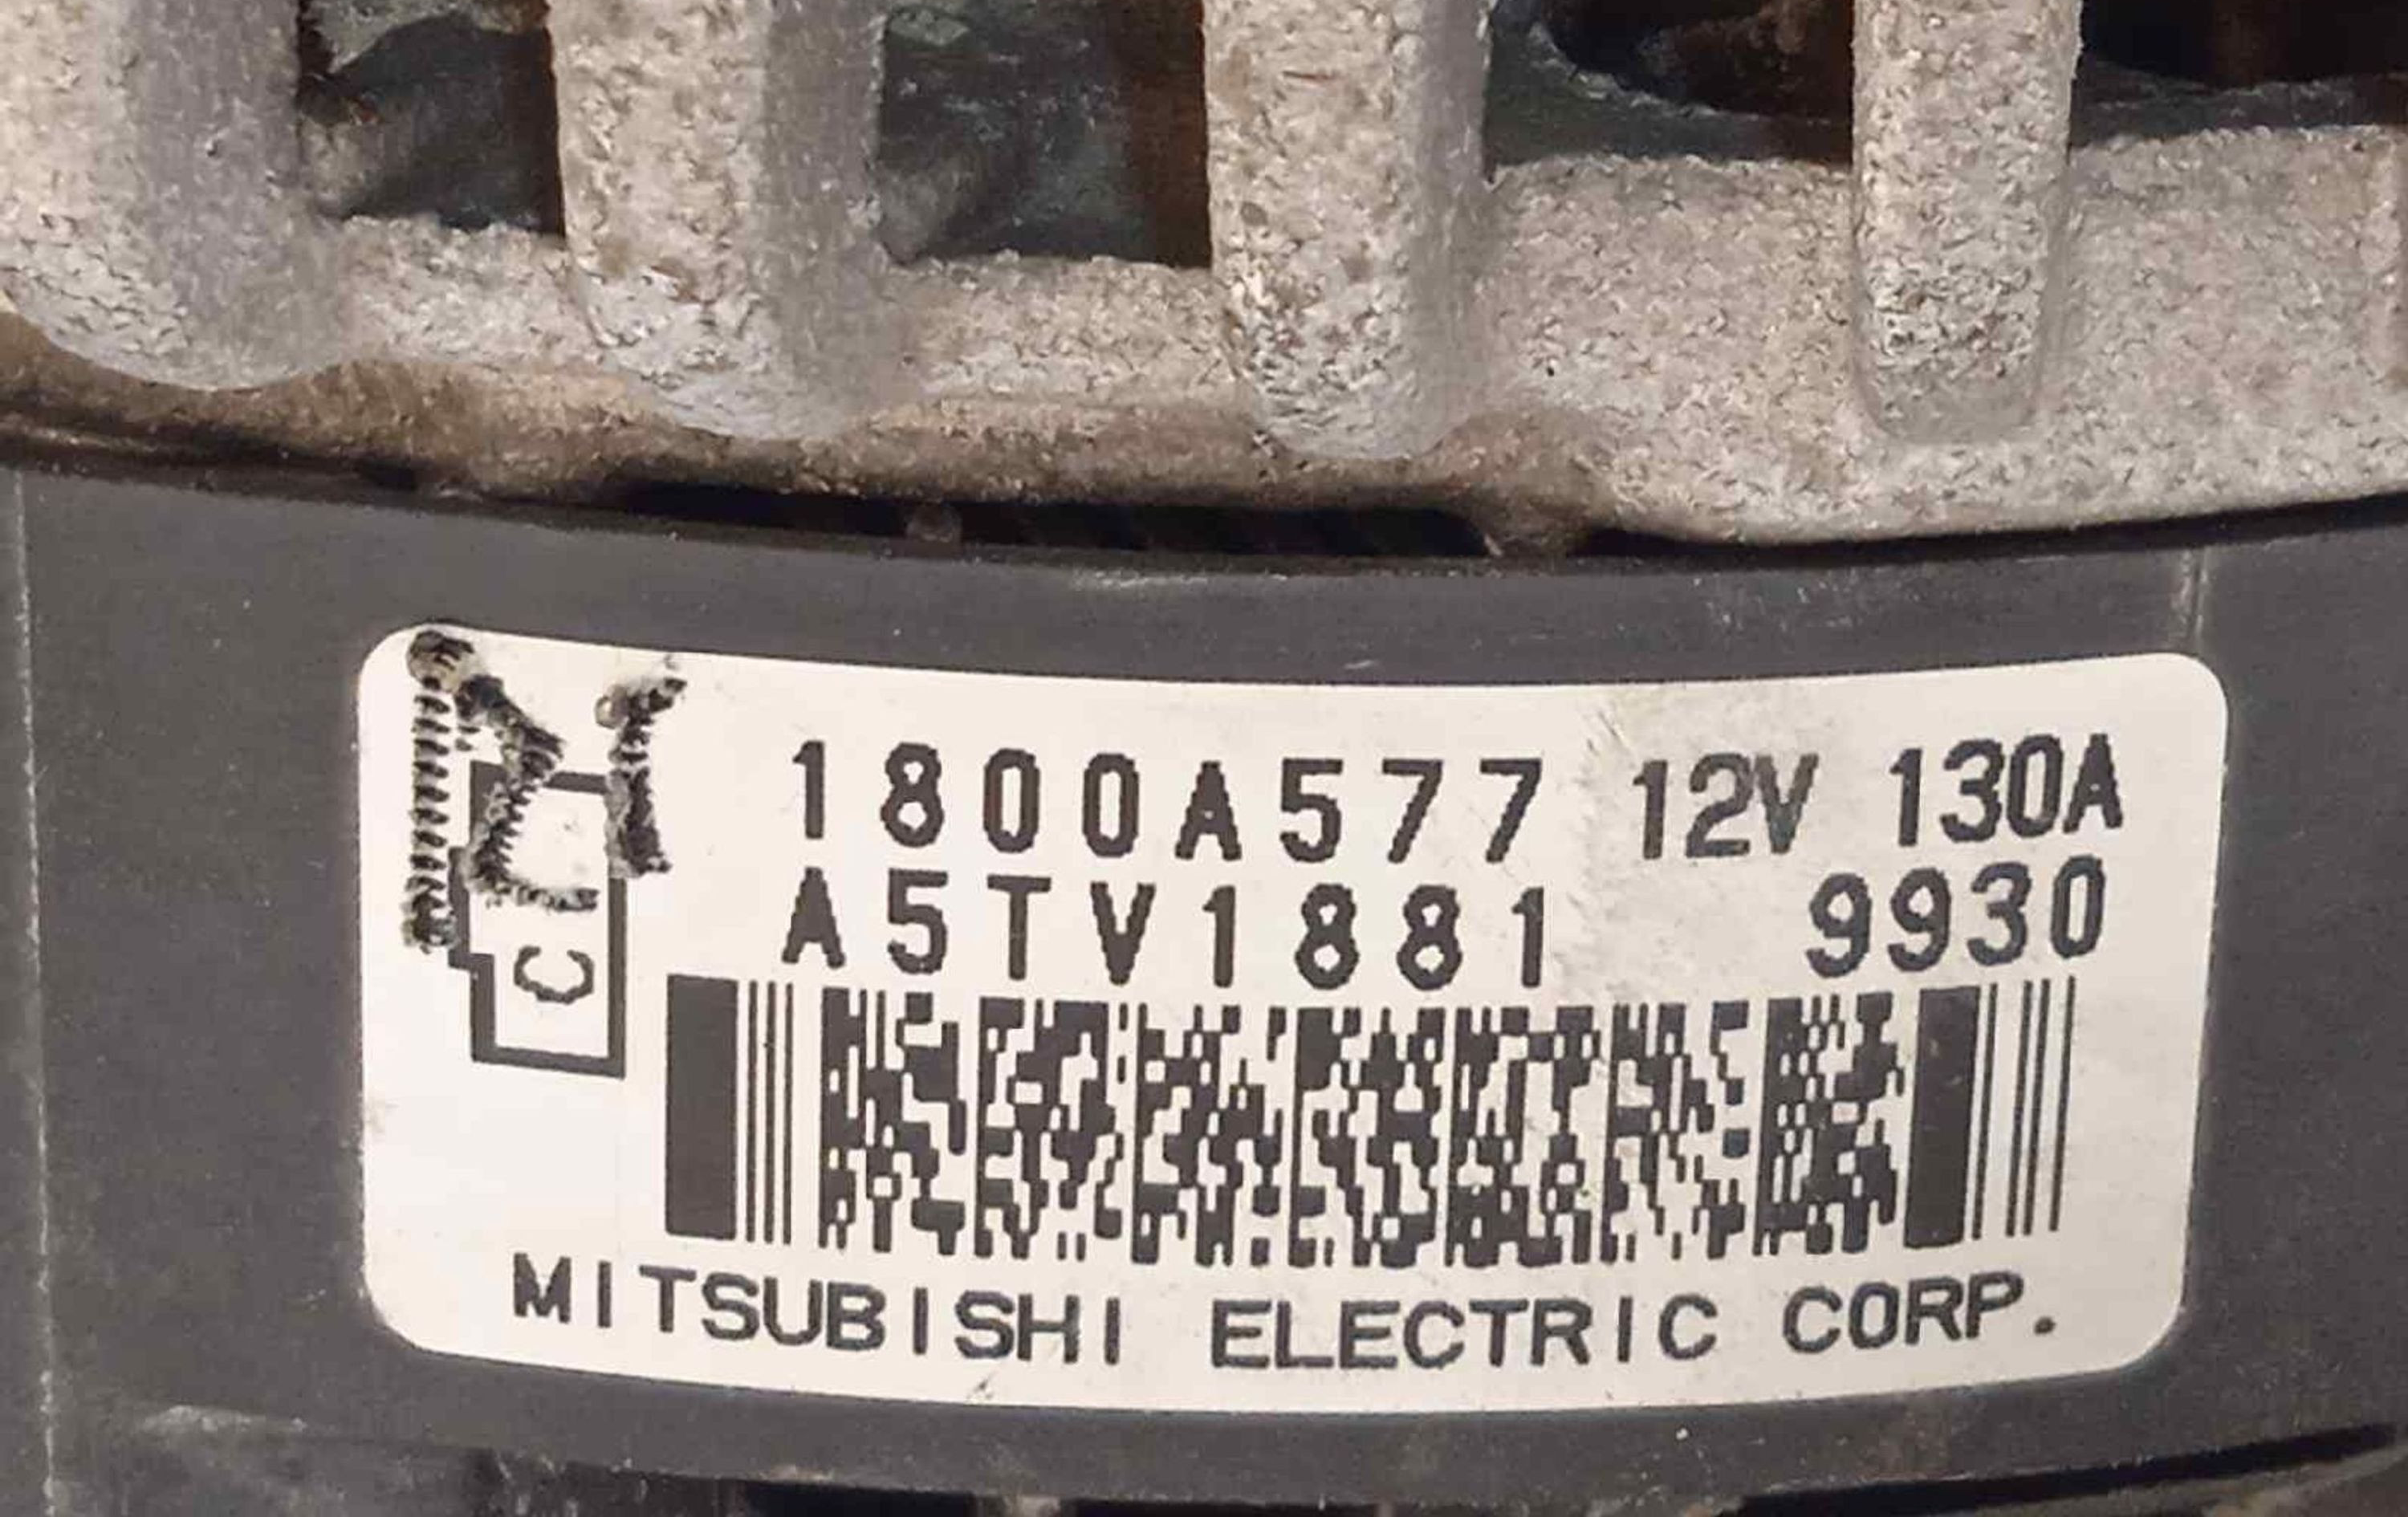 1800A577 12V 130A
A5TV1881 9930
C
MITSUBISHI ELECTRIC CORP.